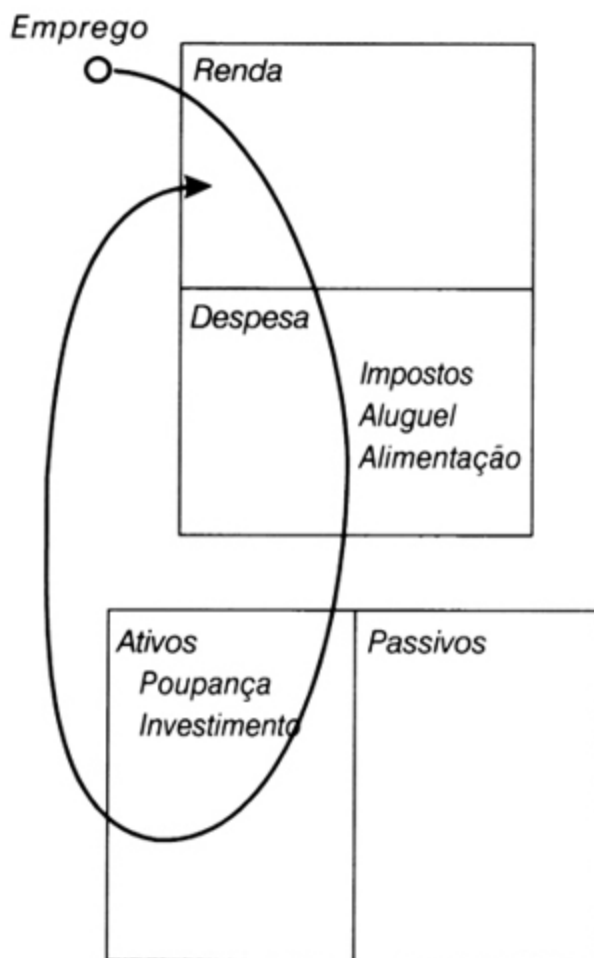 Emprego
Renda
Despesa
Impostos
Aluguel
Alimentação
Ativos
Poupança
Investimento
Passivos